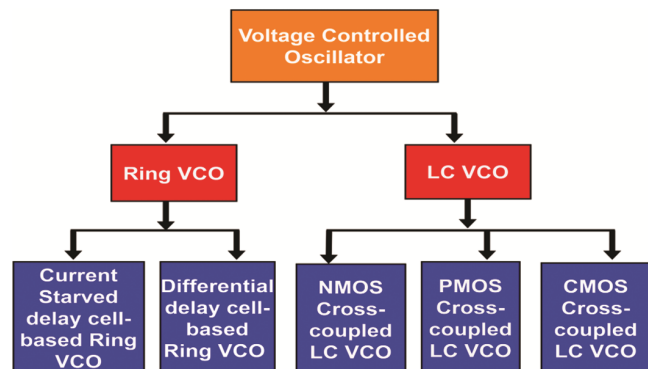 Voltage Controlled
Oscillator
Ring VCO
LC VCO
Current
Starved
delay cell-
based Ring
VCO
Differential
delay cell-
based
Ring VCO
NMOS
Cross-
coupled
LC VCO
PMOS
Cross-
coupled
LC VCO
CMOS
Cross-
coupled
LC VCO